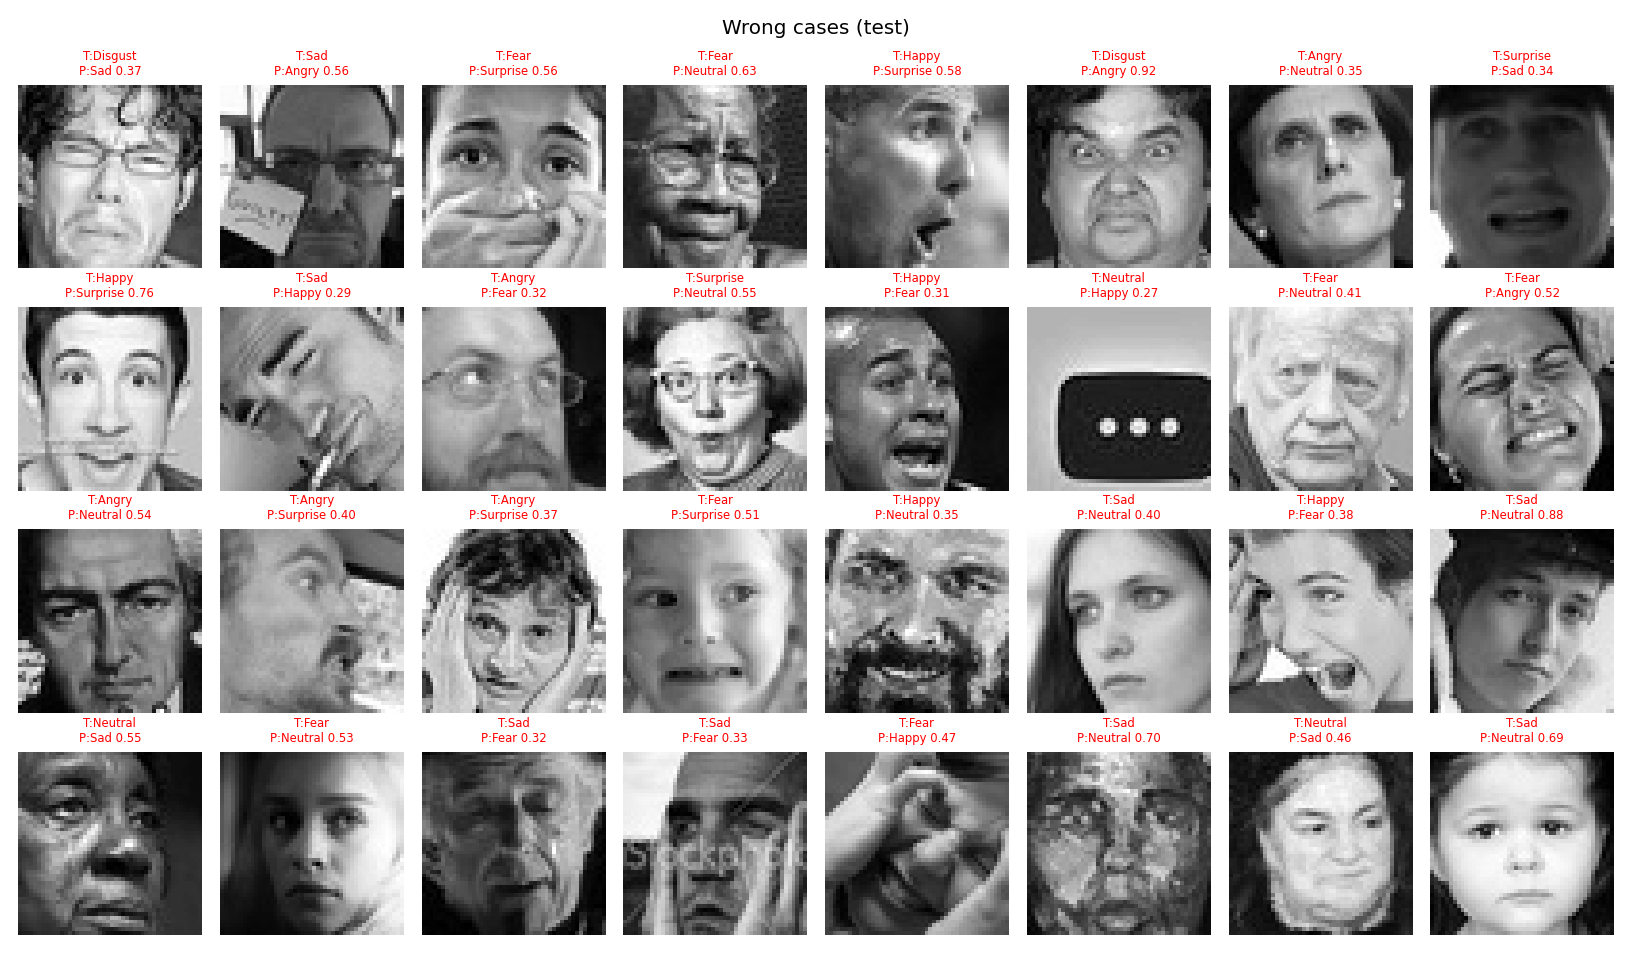 Wrong cases (test)
T:Disgust
P:Sad 0.37
T:Sad
P:Angry 0.56
T:Fear
P:Surprise 0.56
T:Fear
P:Neutral 0.63
T:Happy
P:Surprise 0.58
T:Disgust
P:Angry 0.92
T:Angry
P:Neutral 0.35
T:Surprise
P:Sad 0.34
T:Happy
P:Surprise 0.76
T:Sad
P:Happy 0.29
T:Angry
P:Fear 0.32
T:Surprise
P:Neutral 0.55
T:Happy
P:Fear 0.31
T:Neutral
P:Happy 0.27
T:Fear
P:Neutral 0.41
T:Fear
P:Angry 0.52
T:Angry
P:Neutral 0.54
T:Angry
P:Surprise 0.40
T:Angry
P:Surprise 0.37
T:Fear
P:Surprise 0.51
T:Happy
P:Neutral 0.35
T:Sad
P:Neutral 0.40
T:Happy
P:Fear 0.38
T:Sad
P:Neutral 0.88
T:Neutral
P:Sad 0.55
T:Fear
P:Neutral 0.53
T:Sad
P:Fear 0.32
T:Sad
P:Fear 0.33
iStockphoto
T:Fear
P:Happy 0.47
T:Sad
P:Neutral 0.70
T:Neutral
P:Sad 0.46
T:Sad
P:Neutral 0.69